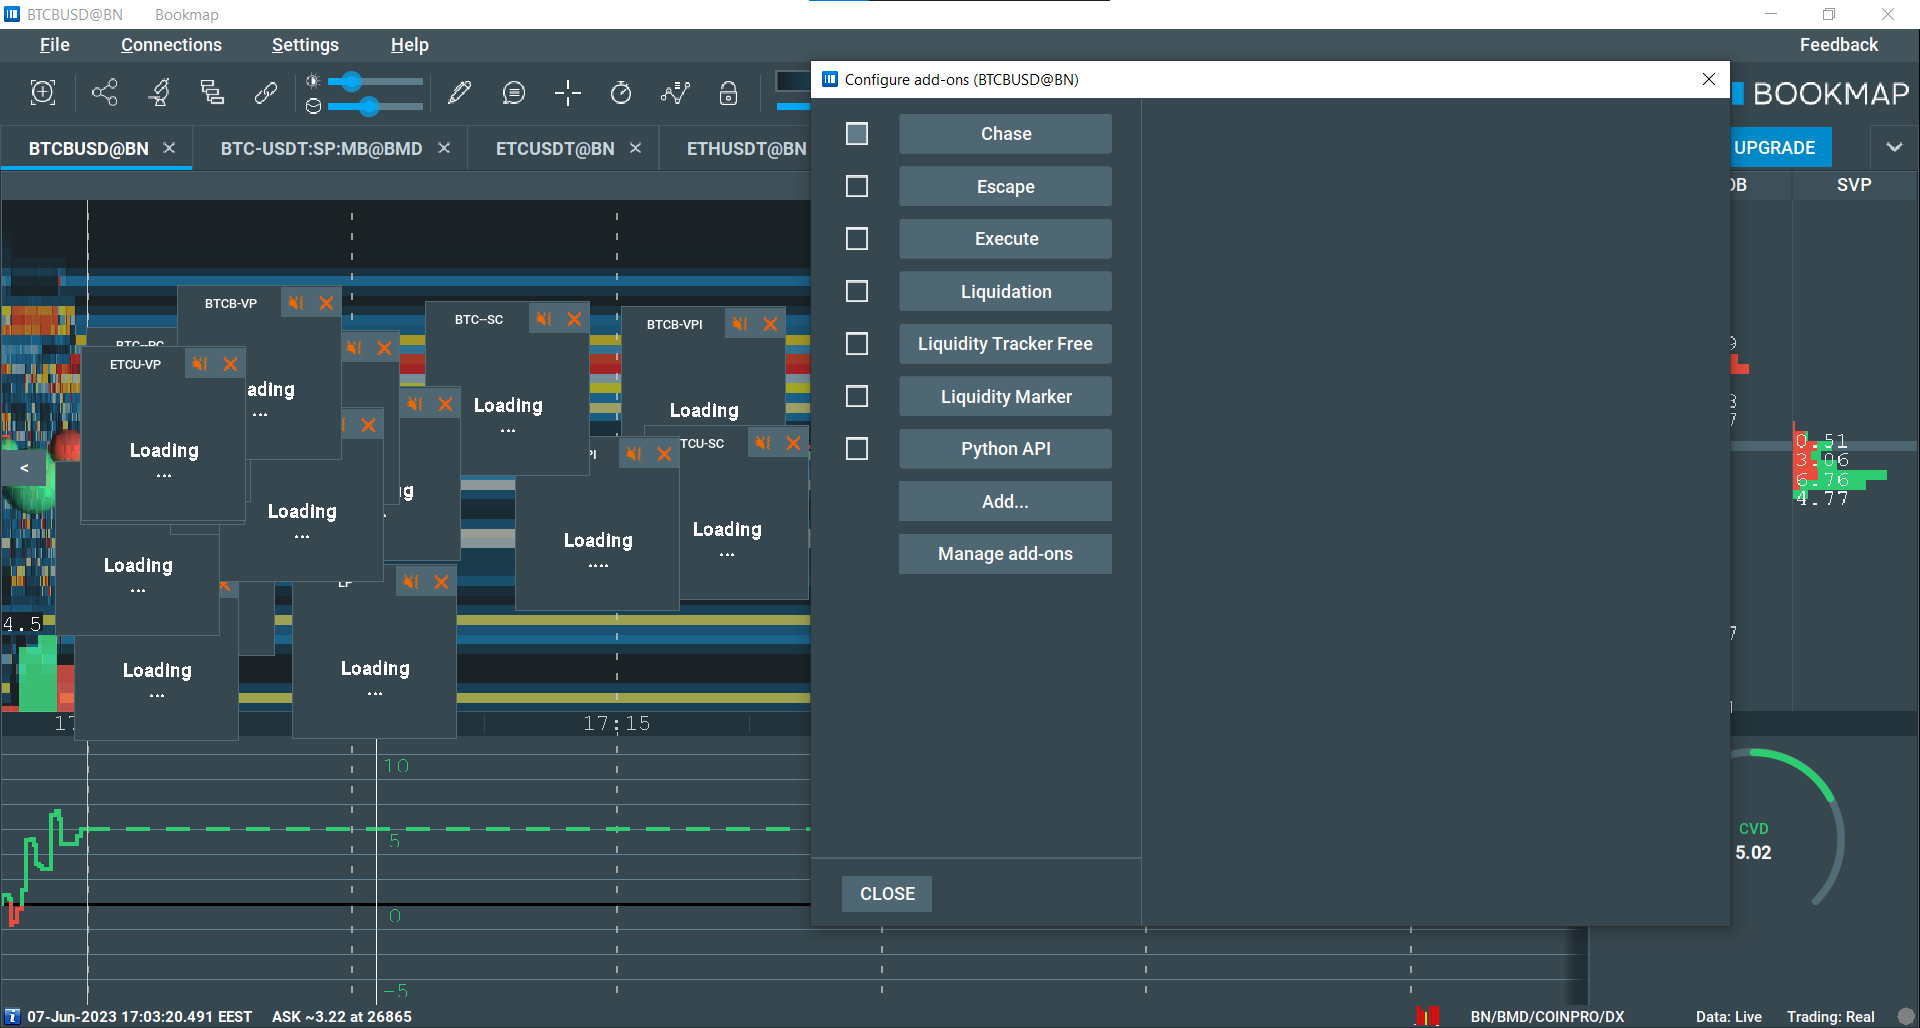 BTCBUSD@BN Bookmap
File Connections Settings Help Feedback
BOOKMAP
BTCBUSD@BN BTC-USDT:SP:MB@BMD ETCUSDT@BN ETHUSDT@BN UPGRADE
SVP
Configure add-ons (BTCBUSD@BN)
Chase
Escape
Execute
Liquidation
Liquidity Tracker Free
Liquidity Marker
Python API
Add...
Manage add-ons
CLOSE
BTCB-VP
BTC--SC
BTCB-VPI
ETCU-VP
Loading
...
Loading
...
Loading
Loading
...
Loading
...
Loading
...
Loading
....
Loading
...
Loading
...
Loading
...
<
4.5
17:15
0.51
3.06
6.76
4.77
10
5
0
-5
CVD
5.02
07-Jun-2023 17:03:20.491 EEST ASK ~3.22 at 26865
BN/BMD/COINPRO/DX Data: Live Trading: Real